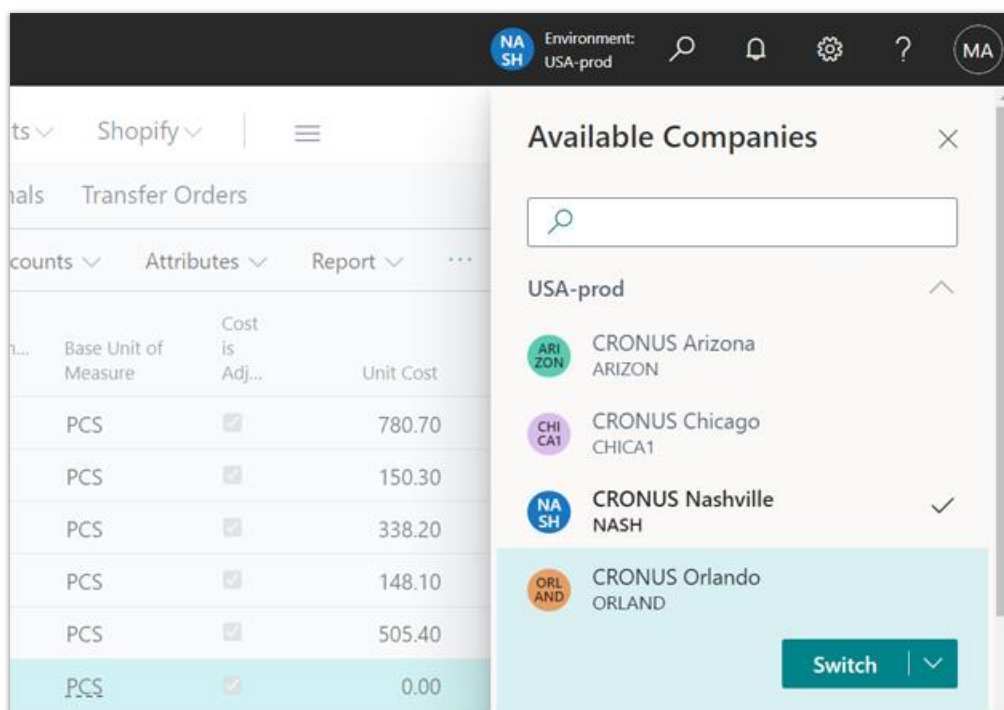 NA
SH
Environment:
USA-prod
?
MA
ts
Shopify
nals
Transfer Orders
counts
Attributes
Report
...
Available Companies
USA-prod
n...
Base Unit of
Measure
Cost
is
Adj...
Unit Cost
PCS 780.70
PCS 150.30
PCS 338.20
PCS 148.10
PCS 505.40
PCS 0.00
ARI
ZON
CRONUS Arizona
ARIZON
CHI
CA1
CRONUS Chicago
CHICA1
NA
SH
CRONUS Nashville
NASH
ORL
AND
CRONUS Orlando
ORLAND
Switch